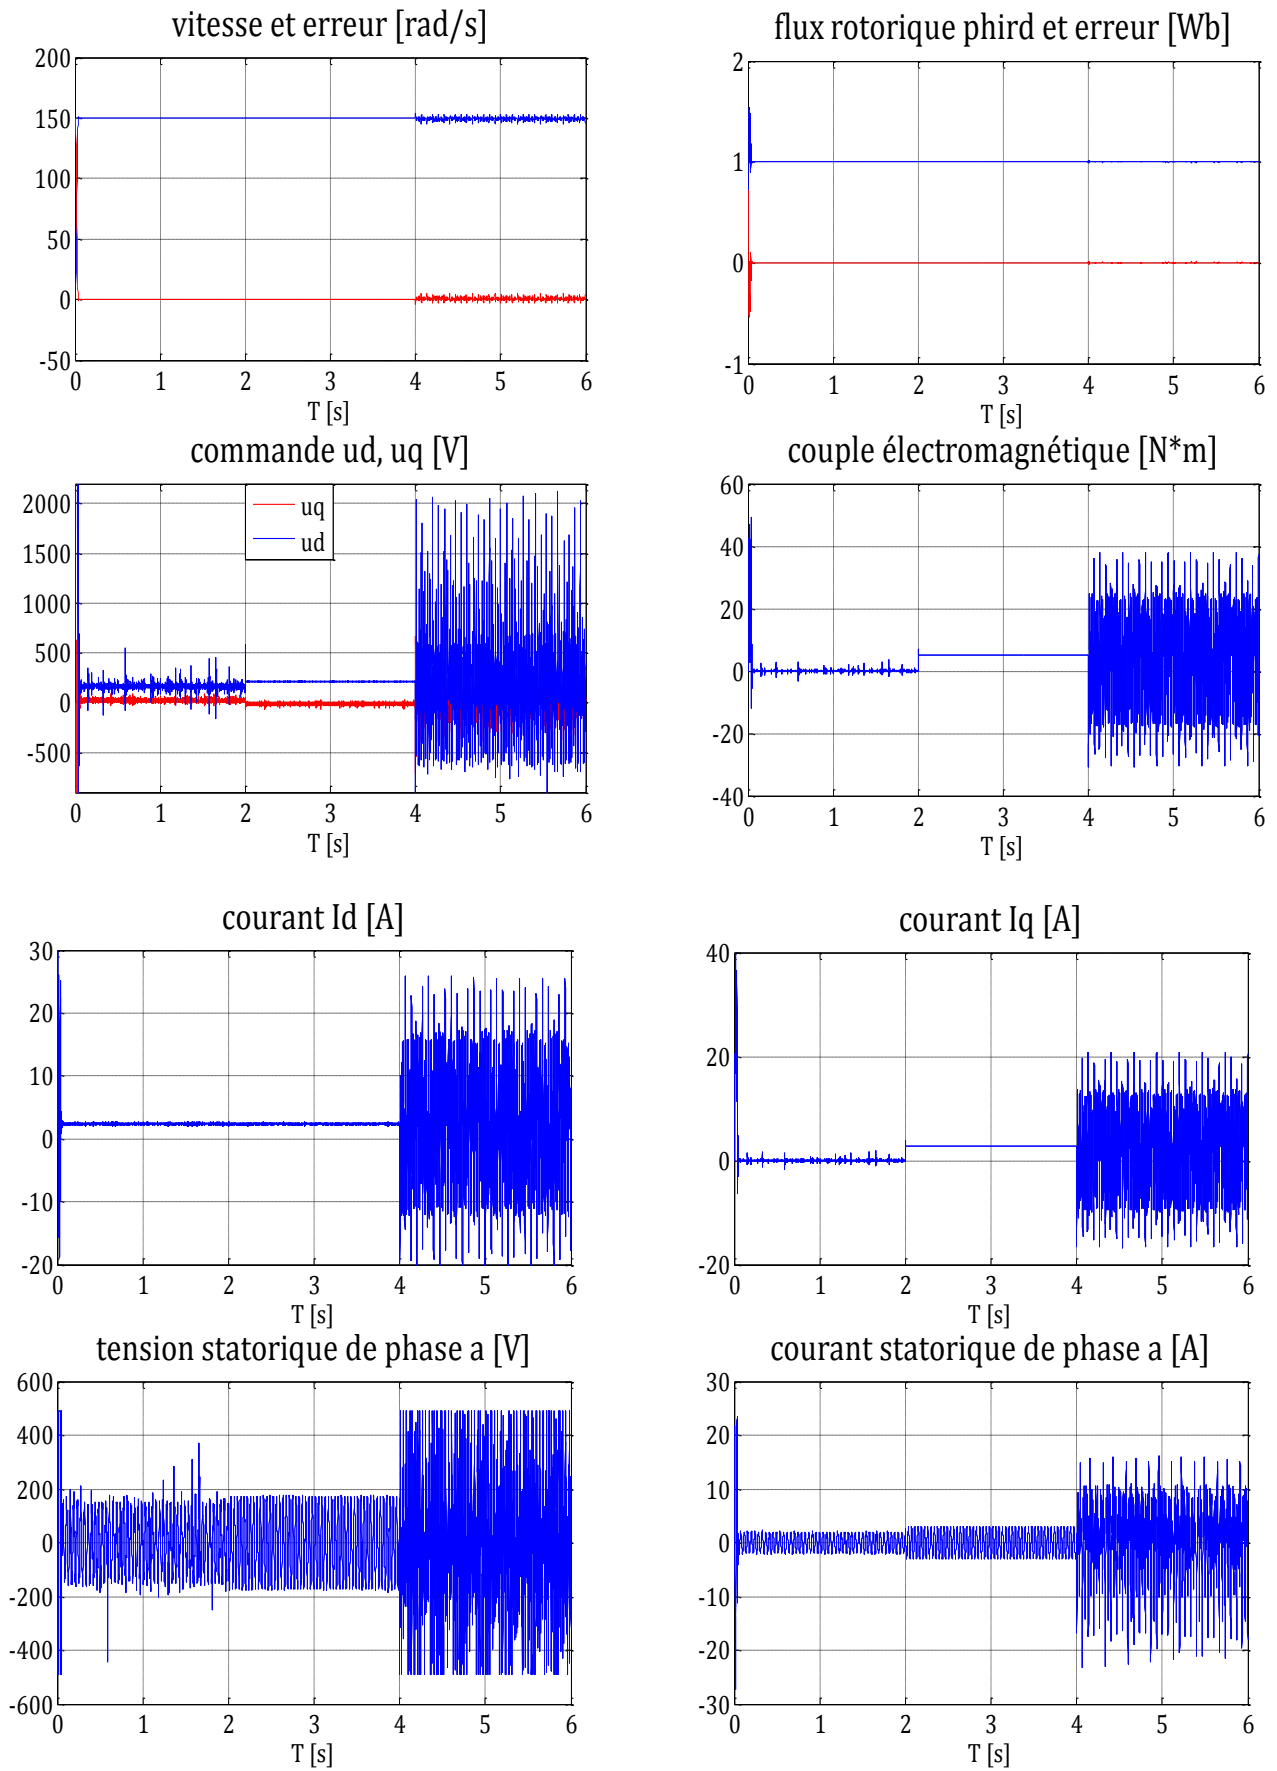 vitesse et erreur [rad/s]
200
150
100
50
0
-50
0 1 2 3 4 5 6
T [s]
flux rotorique phird et erreur [Wb]
2
1
0
-1
0 1 2 3 4 5 6
T [s]
commande ud, uq [V]
2000
1500
1000
500
0
-500
uq
ud
0 1 2 3 4 5 6
T [s]
couple électromagnétique [N*m]
60
40
20
0
-20
-40
0 1 2 3 4 5 6
T [s]
courant Id [A]
30
20
10
0
-10
-20
0 1 2 3 4 5 6
T [s]
courant Iq [A]
40
20
0
-20
0 1 2 3 4 5 6
T [s]
tension statorique de phase a [V]
600
400
200
0
-200
-400
-600
0 1 2 3 4 5 6
T [s]
courant statorique de phase a [A]
30
20
10
0
-10
-20
-30
0 1 2 3 4 5 6
T [s]